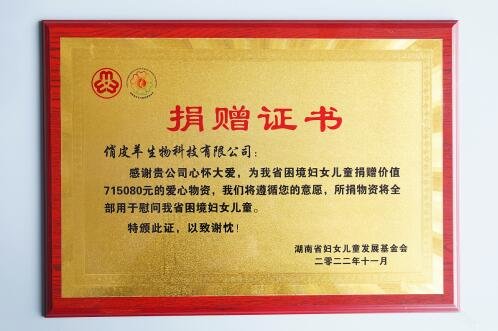 捐赠证书
俏皮羊生物科技有限公司：
感谢贵公司心怀大爱，为我省困境妇女儿童捐赠价值
715080元的爱心物资，我们将遵循您的意愿，所捐物资将全
部用于慰问我省困境妇女儿童。
特颁此证，以致谢忱！
湖南省妇女儿童发展基金会
二零二二年十一月